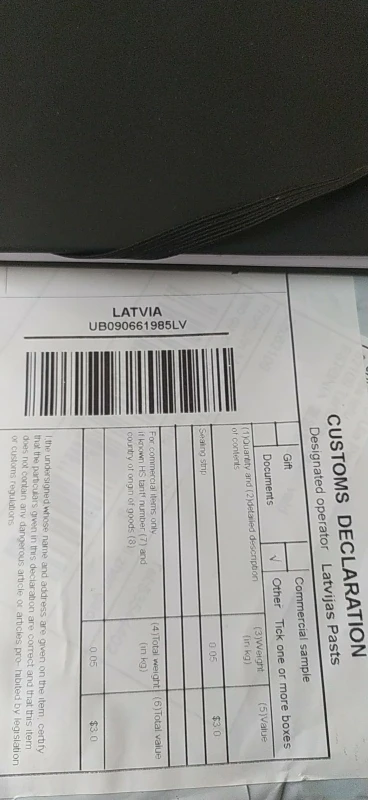 CUSTOMS DECLARATION
Designated operator Latvijas Pasts
LATVIA
UB090661985LV
Gift
Commercial sample
Documents
√ Other Tick one or more boxes
(1)Quantity and (2)detailed description
of contents
(3)Weight
(in kg)
(5)Value
Sealing strip
0.05
$3.0
For commercial items only
If known HS tariff number (7) and
country of origin of goods (8)
(4)Total weight
(in kg)
(6)Total value
0.05
$3.0
I, the undersigned whose name and address are given on the item certify
that the particulars given in this declaration are correct and that this item
does not contain any dangerous article or articles pro- hibited by legislation
or customs regulations